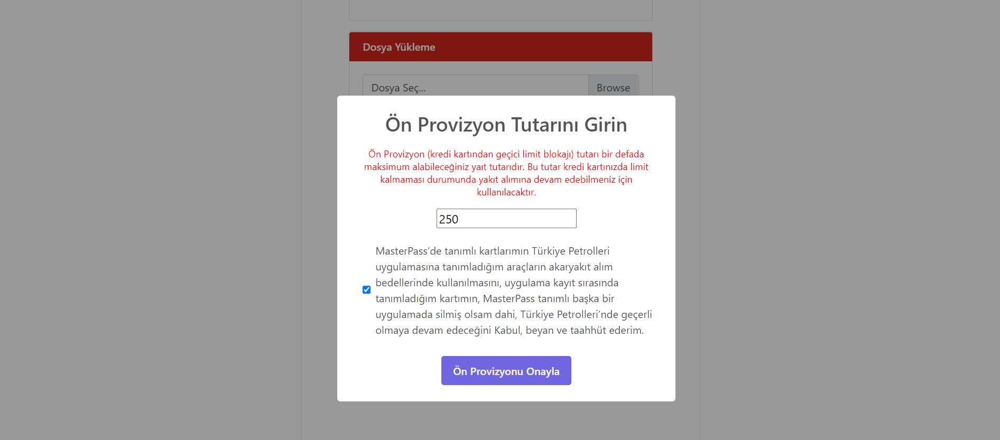 Dosya Yükleme
Dosya Seç...
Browse
Ön Provizyon Tutarını Girin
Ön Provizyon (kredi kartından geçici limit blokajı) tutarı bir defada
maksimum alabileceğiniz yaıt tutarıdır. Bu tutar kredi kartınızda limit
kalmaması durumunda yakıt alımına devam edebilmeniz için
kullanılacaktır.
250
MasterPass’de tanımlı kartlarımın Türkiye Petrolleri
uygulamasına tanımladığım araçların akaryakıt alım
bedellerinde kullanılmasını, uygulama kayıt sırasında
tanımladığım kartımın, MasterPass tanımlı başka bir
uygulamada silmiş olsam dahi, Türkiye Petrolleri’nde geçerli
olmaya devam edeceğini Kabul, beyan ve taahhüt ederim.
Ön Provizyonu Onayla